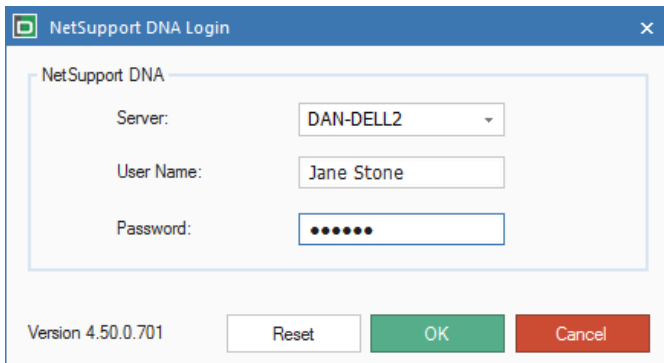 NetSupport DNA Login
NetSupport DNA
Server: DAN-DELL2
User Name: Jane Stone
Password: ●●●●●●
Version 4.50.0.701 Reset OK Cancel